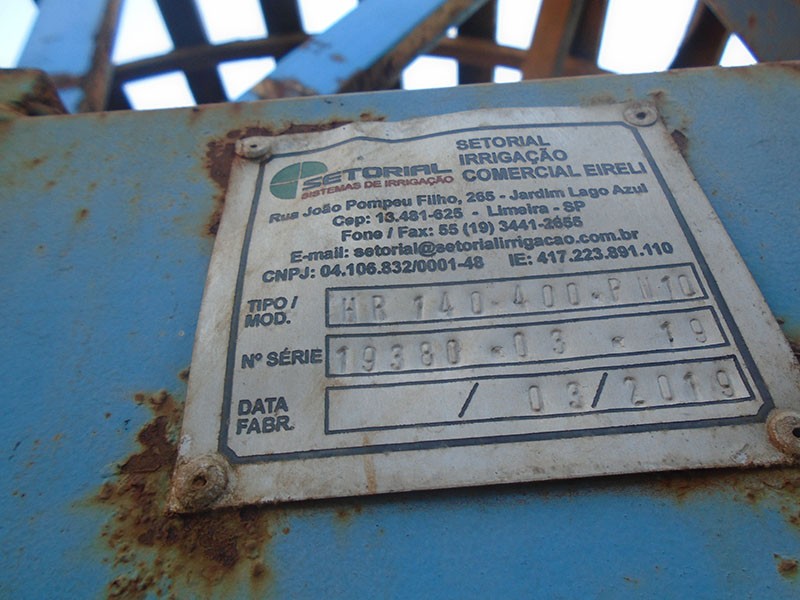 SETORIAL
SISTEMAS DE IRRIGAÇÃO
SETORIAL
IRRIGAÇÃO
COMERCIAL EIRELI
Rua João Pompeu Filho, 265 - Jardim Lago Azul
Cep: 13.481-625 - Limeira - SP
Fone / Fax: 55 (19) 3441-2655
E-mail: setorial@setorialirrigacao.com.br
CNPJ: 04.106.832/0001-48 IE: 417.223.891.110
TIPO/
MOD. HR 140-400-PN10
Nº SÉRIE 19380-03-19
DATA
FABR. / 03/2019